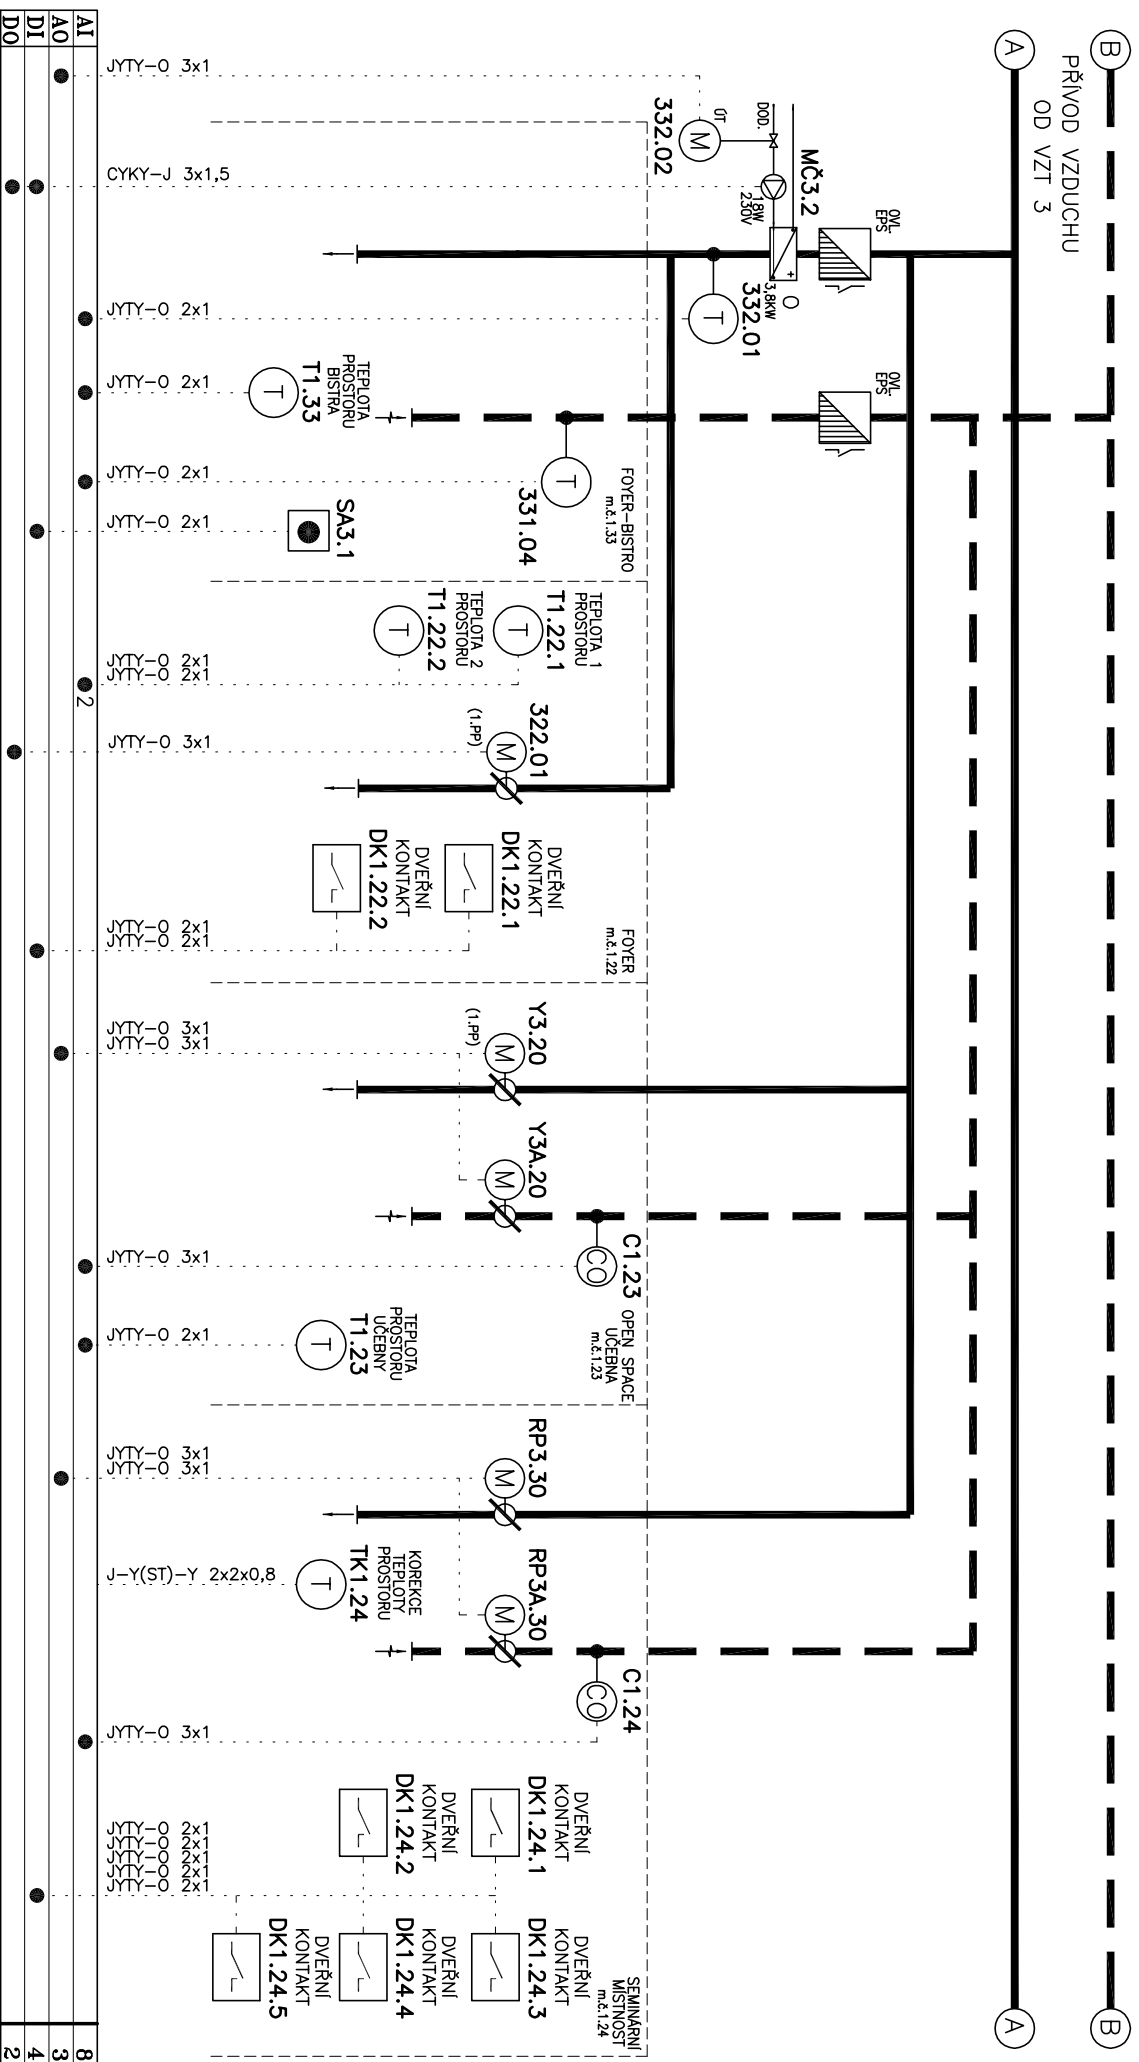 B
B
A
A
PŘÍVOD VZDUCHU
OD VZT 3
OVL.
EPS
OVL.
EPS
MČ3.2
DOD.
ÚT
M
332.02
18W
230V
O
3,8KW
+
332.01
T
TEPLOTA
PROSTORU
BISTRA
T1.33
T
T
331.04
FOYER-BISTRO
m.č.1.33
SA3.1
TEPLOTA 1
PROSTORU
T1.22.1
T
TEPLOTA 2
PROSTORU
T1.22.2
T
322.01
M
(1.PP)
DVEŘNÍ
KONTAKT
DK1.22.1
DVEŘNÍ
KONTAKT
DK1.22.2
FOYER
m.č.1.22
Y3.20
M
(1.PP)
Y3A.20
M
C1.23
CO
OPEN SPACE
UČEBNA
m.č.1.23
TEPLOTA
PROSTORU
UČEBNY
T1.23
T
RP3.30
M
KOREKCE
TEPLOTY
PROSTORU
TK1.24
T
RP3A.30
M
C1.24
CO
DVEŘNÍ
KONTAKT
DK1.24.1
DVEŘNÍ
KONTAKT
DK1.24.2
DVEŘNÍ
KONTAKT
DK1.24.3
DVEŘNÍ
KONTAKT
DK1.24.4
DVEŘNÍ
KONTAKT
DK1.24.5
SEMINÁRNÍ
MÍSTNOST
m.č.1.24
JYTY-O 3x1
CYKY-J 3x1,5
JYTY-O 2x1
JYTY-O 2x1
JYTY-O 2x1
JYTY-O 2x1
JYTY-O 2x1
JYTY-O 2x1
JYTY-O 3x1
JYTY-O 2x1
JYTY-O 2x1
JYTY-O 3x1
JYTY-O 3x1
JYTY-O 3x1
JYTY-O 2x1
JYTY-O 3x1
JYTY-O 3x1
J-Y(ST)-Y 2x2x0,8
JYTY-O 3x1
JYTY-O 2x1
JYTY-O 2x1
JYTY-O 2x1
JYTY-O 2x1
JYTY-O 2x1
AI 2 8
AO 3
DI 4
DO 2